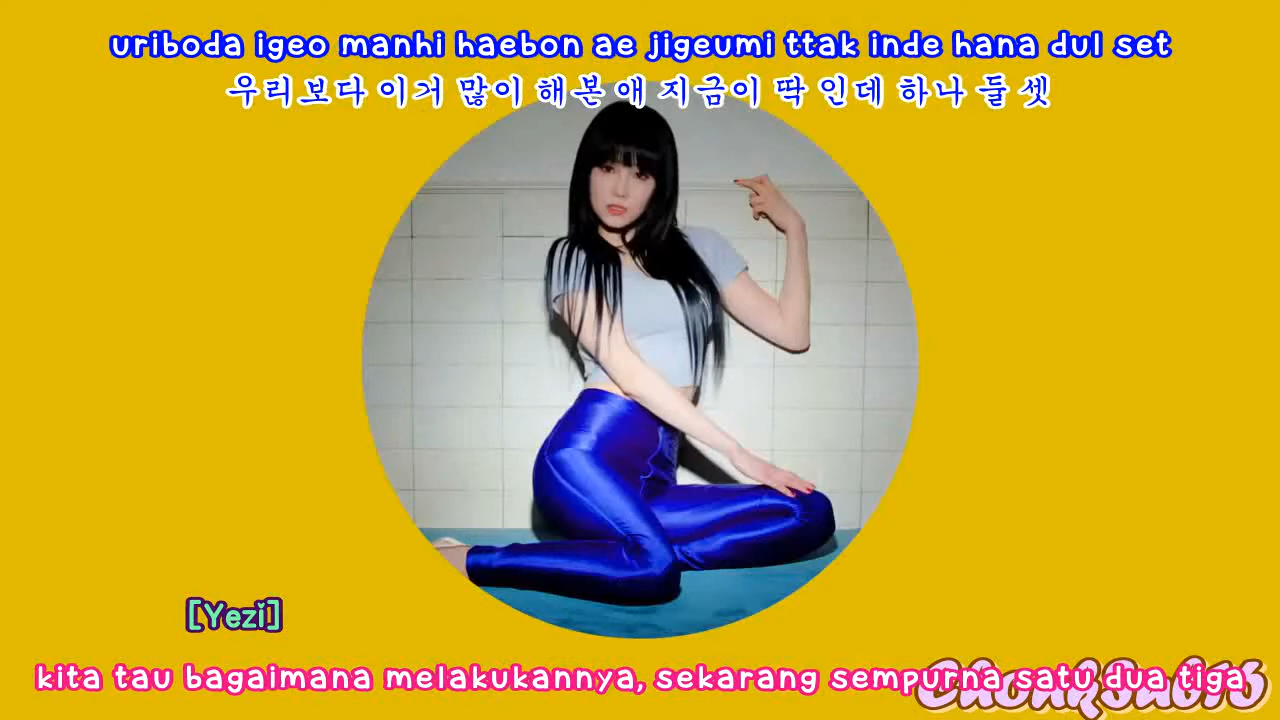 uriboda igeo manhi haebon ae jigeumi ttak inde hana dul set
우리보다 이거 많이 해본 애 지금이 딱 인데 하나 둘 셋
[Yezi]
kita tau bagaimana melakukannya, sekarang sempurna satu dua tiga